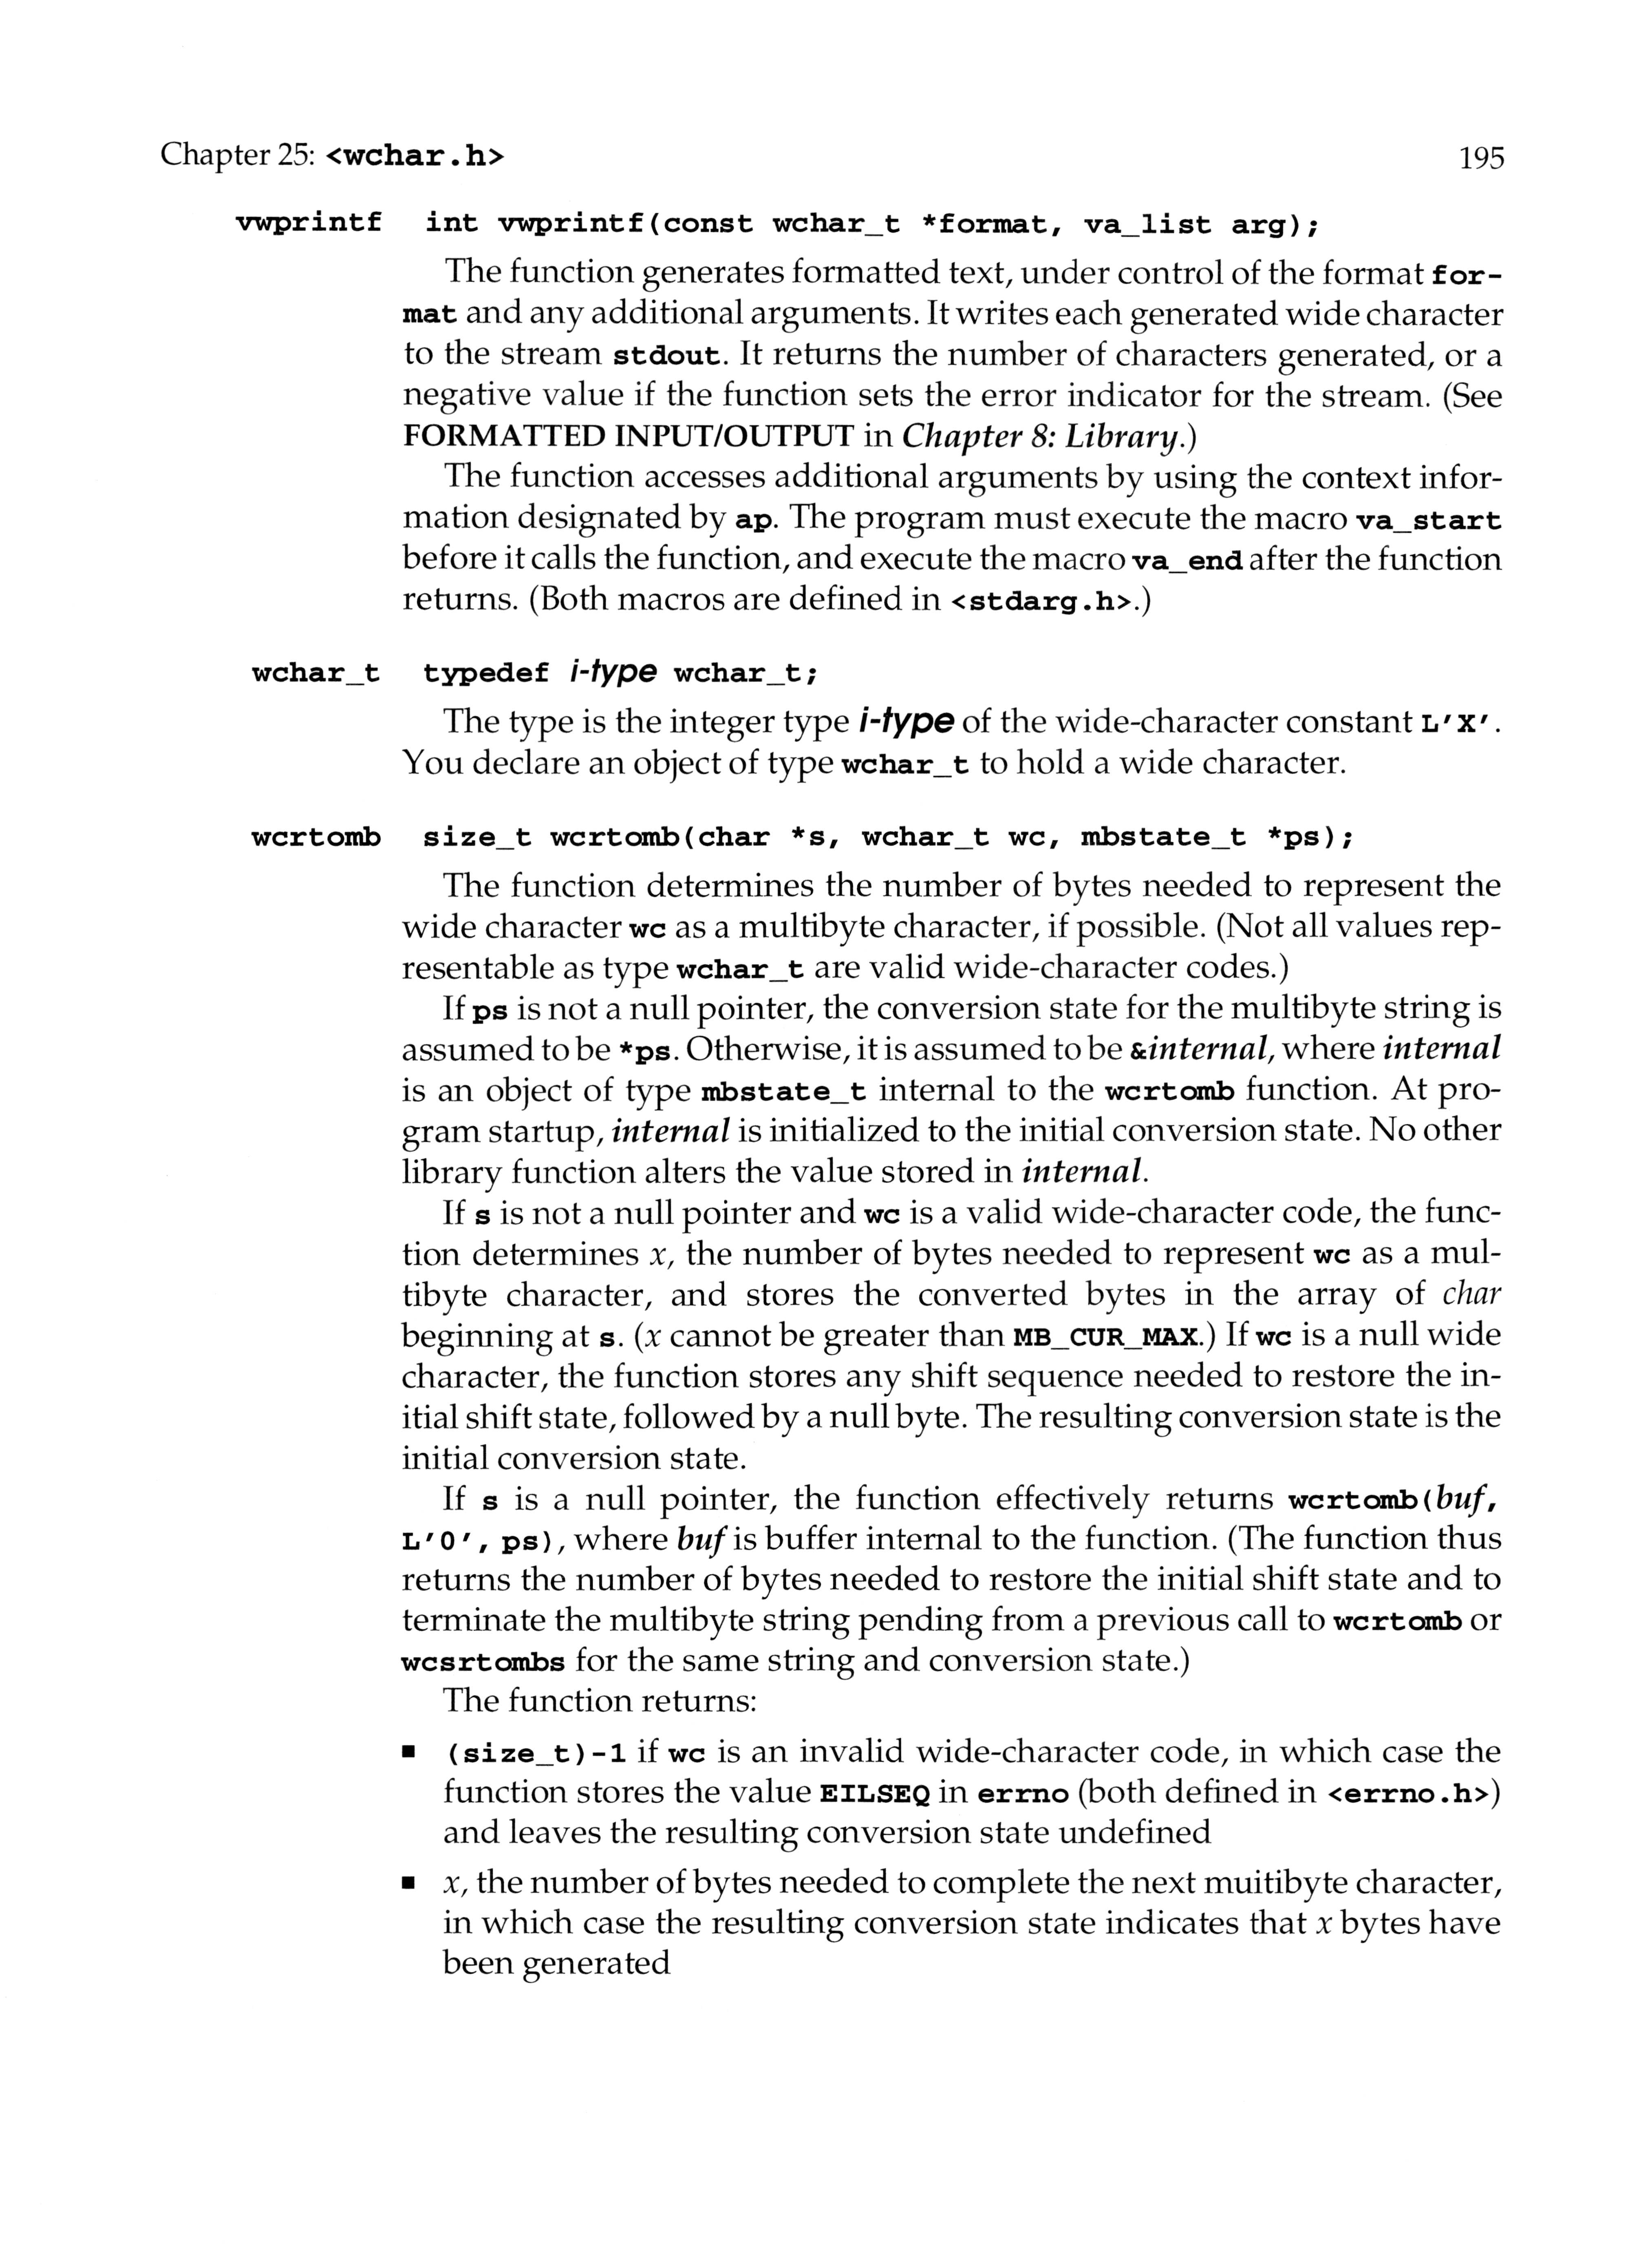 Chapter 25: <wchar.h> 195
vwprintf int vwprintf(const wchar_t *format, va_list arg);
The function generates formatted text, under control of the format for-
mat and any additional arguments. It writes each generated wide character
to the stream stdout. It returns the number of characters generated, or a
negative value if the function sets the error indicator for the stream. (See
FORMATTED INPUT/OUTPUT in Chapter 8: Library.)
The function accesses additional arguments by using the context infor-
mation designated by ap. The program must execute the macro va_start
before it calls the function, and execute the macro va_end after the function
returns. (Both macros are defined in <stdarg.h>.)
wchar_t typedef i-type wchar_t;
The type is the integer type i-type of the wide-character constant L'X'.
You declare an object of type wchar_t to hold a wide character.
wcrtomb size_t wcrtomb(char *s, wchar_t wc, mbstate_t *ps);
The function determines the number of bytes needed to represent the
wide character wc as a multibyte character, if possible. (Not all values rep-
resentable as type wchar_t are valid wide-character codes.)
If ps is not a null pointer, the conversion state for the multibyte string is
assumed to be *ps. Otherwise, it is assumed to be &internal, where internal
is an object of type mbstate_t internal to the wcrtomb function. At pro-
gram startup, internal is initialized to the initial conversion state. No other
library function alters the value stored in internal.
If s is not a null pointer and wc is a valid wide-character code, the func-
tion determines x, the number of bytes needed to represent wc as a mul-
tibyte character, and stores the converted bytes in the array of char
beginning at s. (x cannot be greater than MB_CUR_MAX.) If wc is a null wide
character, the function stores any shift sequence needed to restore the in-
itial shift state, followed by a null byte. The resulting conversion state is the
initial conversion state.
If s is a null pointer, the function effectively returns wcrtomb(buf,
L'0', ps), where buf is buffer internal to the function. (The function thus
returns the number of bytes needed to restore the initial shift state and to
terminate the multibyte string pending from a previous call to wcrtomb or
wcsrtombs for the same string and conversion state.)
The function returns:
▪ (size_t)-1 if wc is an invalid wide-character code, in which case the
function stores the value EILSEQ in errno (both defined in <errno.h>)
and leaves the resulting conversion state undefined
▪ x, the number of bytes needed to complete the next muitibyte character,
in which case the resulting conversion state indicates that x bytes have
been generated